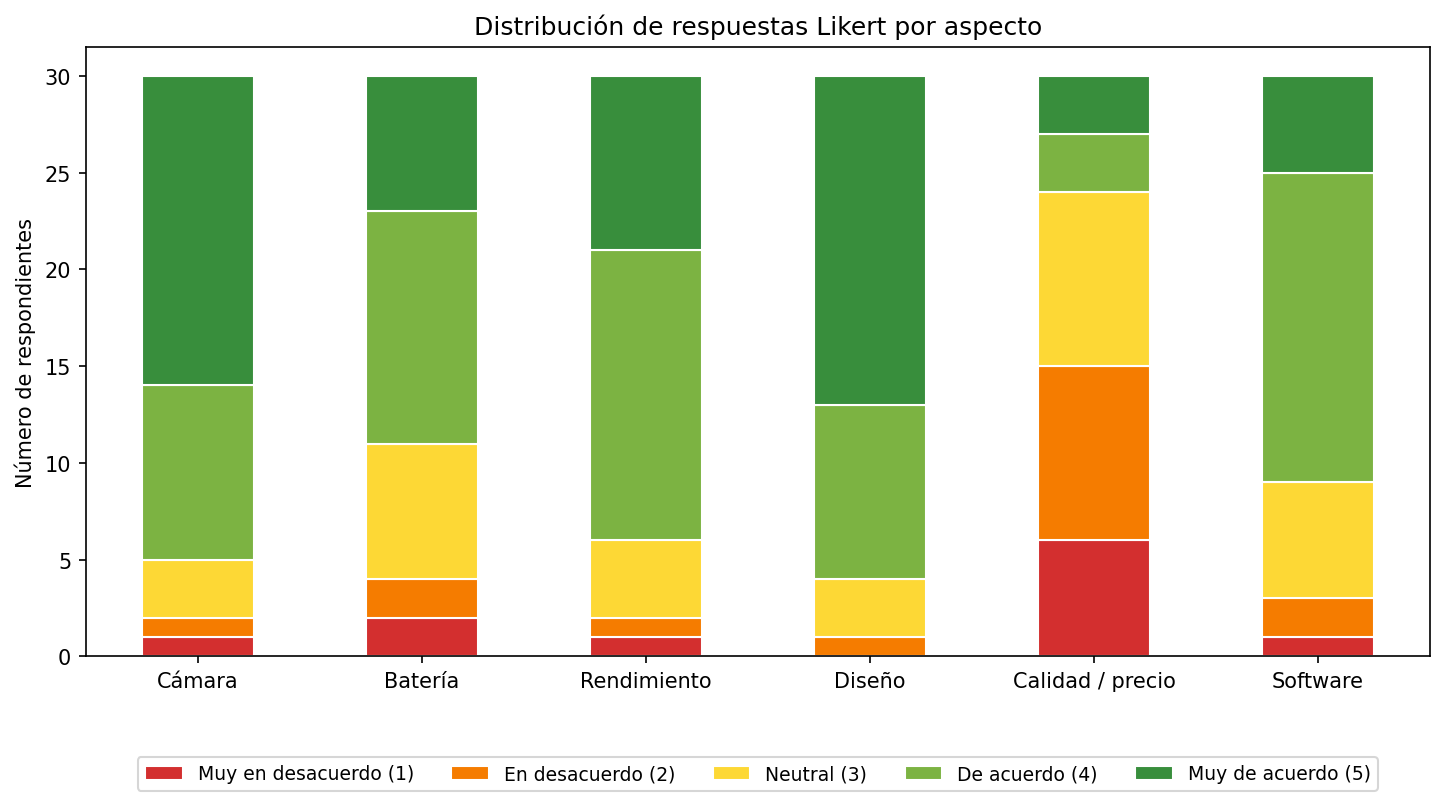 Distribución de respuestas Likert por aspecto
Número de respondientes
30
25
20
15
10
5
0
Cámara Batería Rendimiento Diseño Calidad / precio Software
Muy en desacuerdo (1) En desacuerdo (2) Neutral (3) De acuerdo (4) Muy de acuerdo (5)